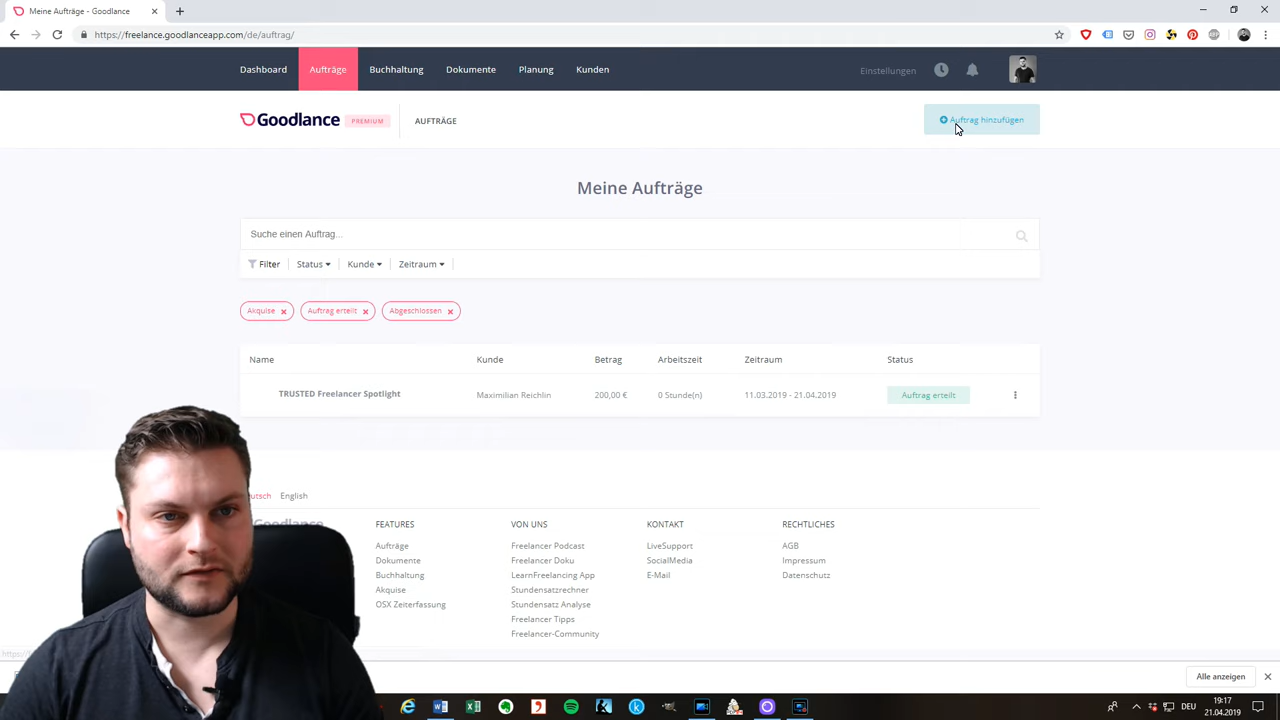 Meine Aufträge - Goodlance
https://freelance.goodlanceapp.com/de/auftrag/
Dashboard Aufträge Buchhaltung Dokumente Planung Kunden Einstellungen
Goodlance PREMIUM AUFTRÄGE Auftrag hinzufügen
Meine Aufträge
Suche einen Auftrag...
Filter Status Kunde Zeitraum
Akquise Auftrag erteilt Abgeschlossen
Name Kunde Betrag Arbeitszeit Zeitraum Status
TRUSTED Freelancer Spotlight Maximilian Reichlin 200,00 € 0 Stunde(n) 11.03.2019 - 21.04.2019 Auftrag erteilt
English
FEATURES VON UNS KONTAKT RECHTLICHES
Aufträge Freelancer Podcast LiveSupport AGB
Dokumente Freelancer Doku SocialMedia Impressum
Buchhaltung LearnFreelancing App E-Mail Datenschutz
Akquise Stundensatzrechner
OSX Zeiterfassung Stundensatz Analyse
Freelancer Tipps
Freelancer-Community
Alle anzeigen
DEU 19:17
21.04.2019